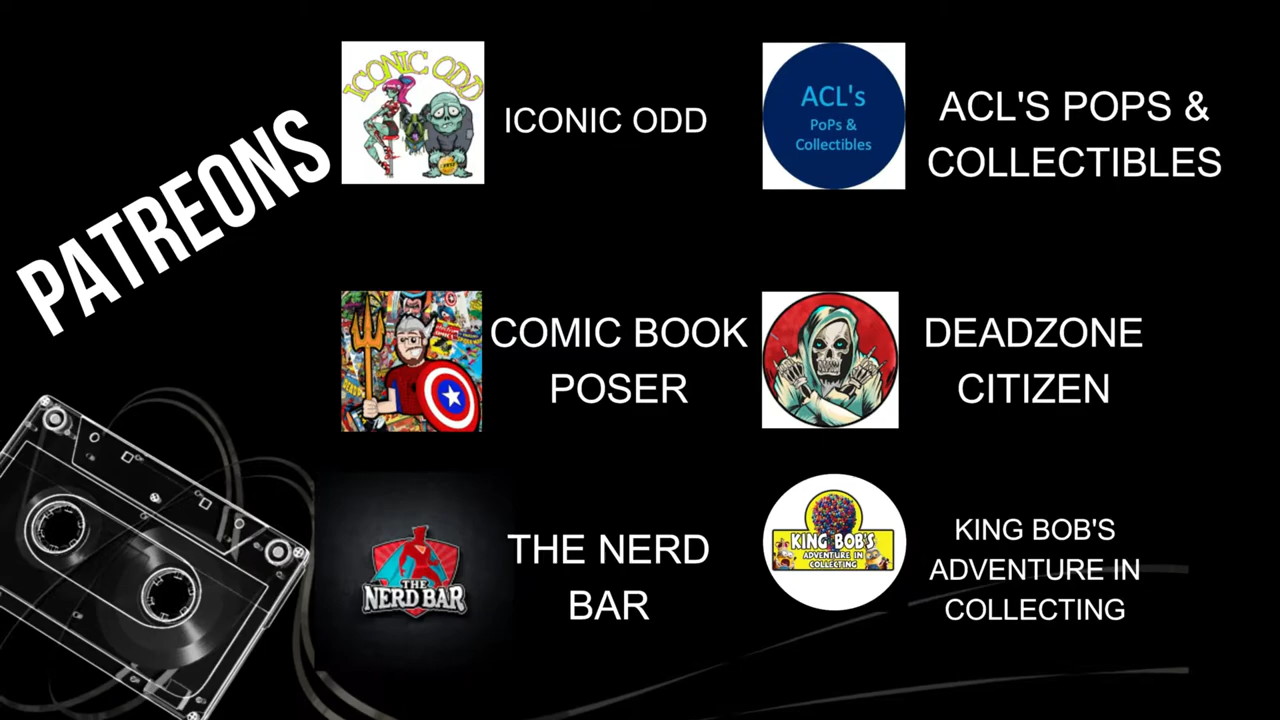 PATREONS
ICONIC ODD
ICONIC ODD
ACL's
PoPs &
Collectibles
ACL'S POPS &
COLLECTIBLES
COMIC BOOK
POSER
DEADZONE
CITIZEN
THE
NERD BAR
THE NERD
BAR
KING BOB'S
ADVENTURE IN
COLLECTING
KING BOB'S
ADVENTURE IN
COLLECTING